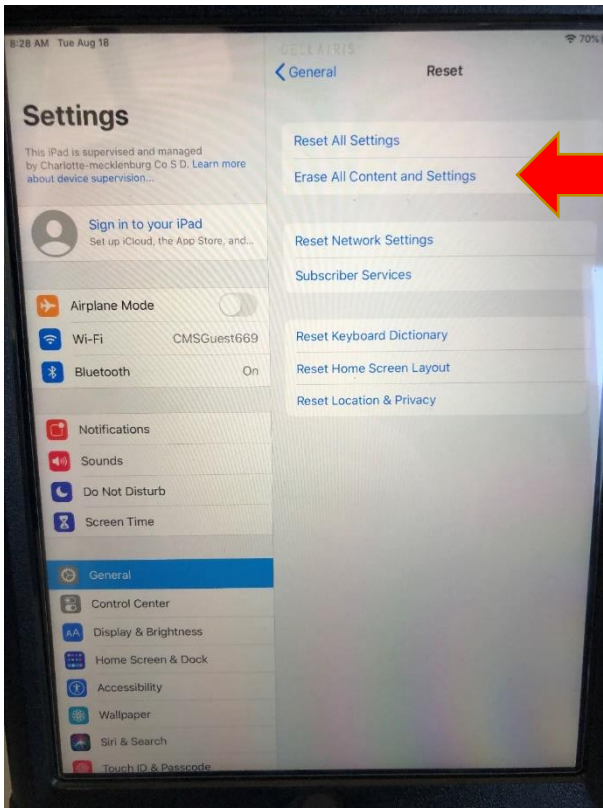 8:28 AM Tue Aug 18
70%
CELLAIRIS
General
Reset
Settings
This iPad is supervised and managed
by Charlotte-mecklenburg Co S D. Learn more
about device supervision...
Sign in to your iPad
Set up iCloud, the App Store, and...
Airplane Mode
Wi-Fi CMSGuest669
Bluetooth On
Notifications
Sounds
Do Not Disturb
Screen Time
General
Control Center
AA Display & Brightness
Home Screen & Dock
Accessibility
Wallpaper
Siri & Search
Touch ID & Passcode
Reset All Settings
Erase All Content and Settings
Reset Network Settings
Subscriber Services
Reset Keyboard Dictionary
Reset Home Screen Layout
Reset Location & Privacy